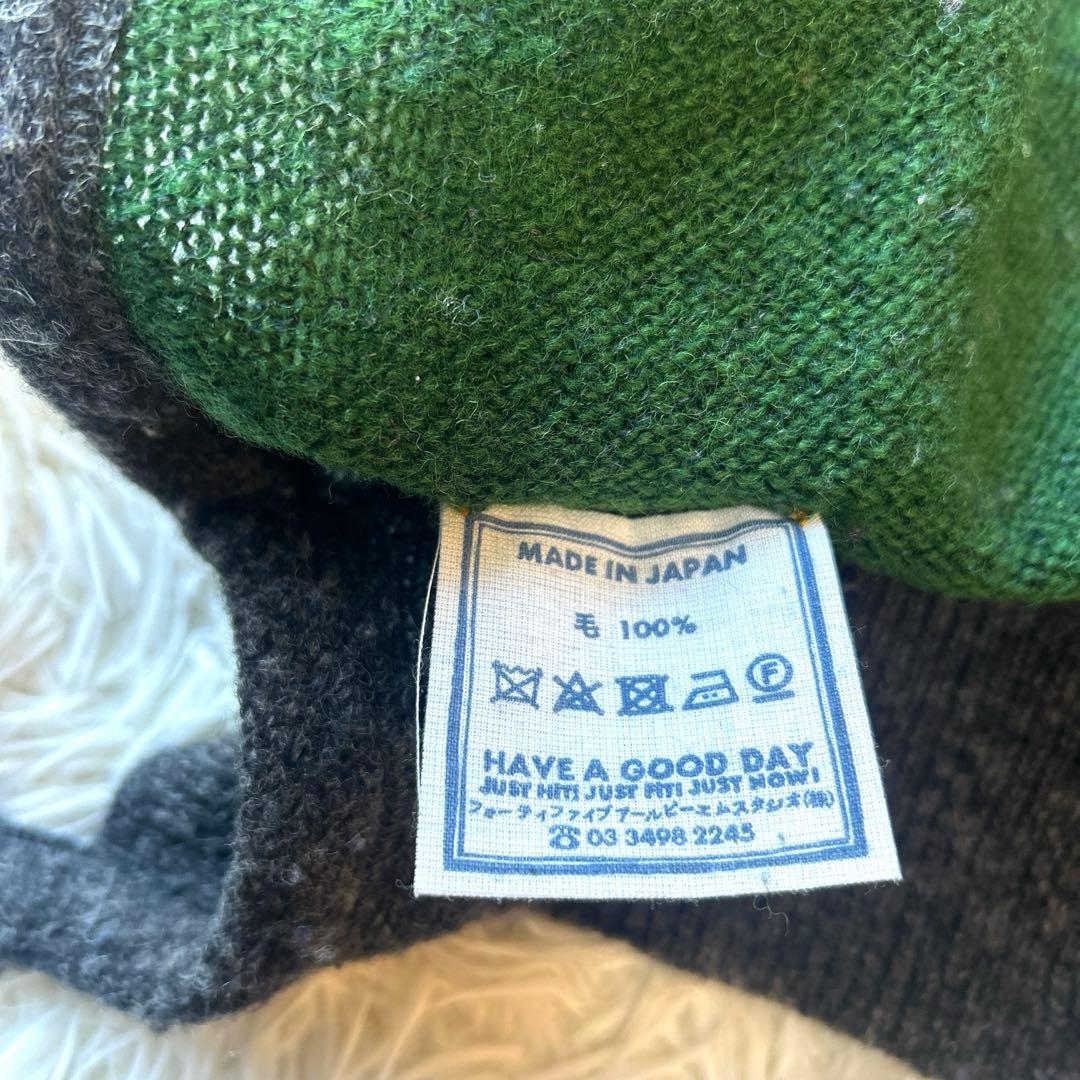 MADE IN JAPAN
毛 100%
F
HAVE A GOOD DAY
JUST HIT! JUST FIT! JUST NOW!
フォーティファイブアールピーエムスタジオ(株)
☎ 03 3498 2245